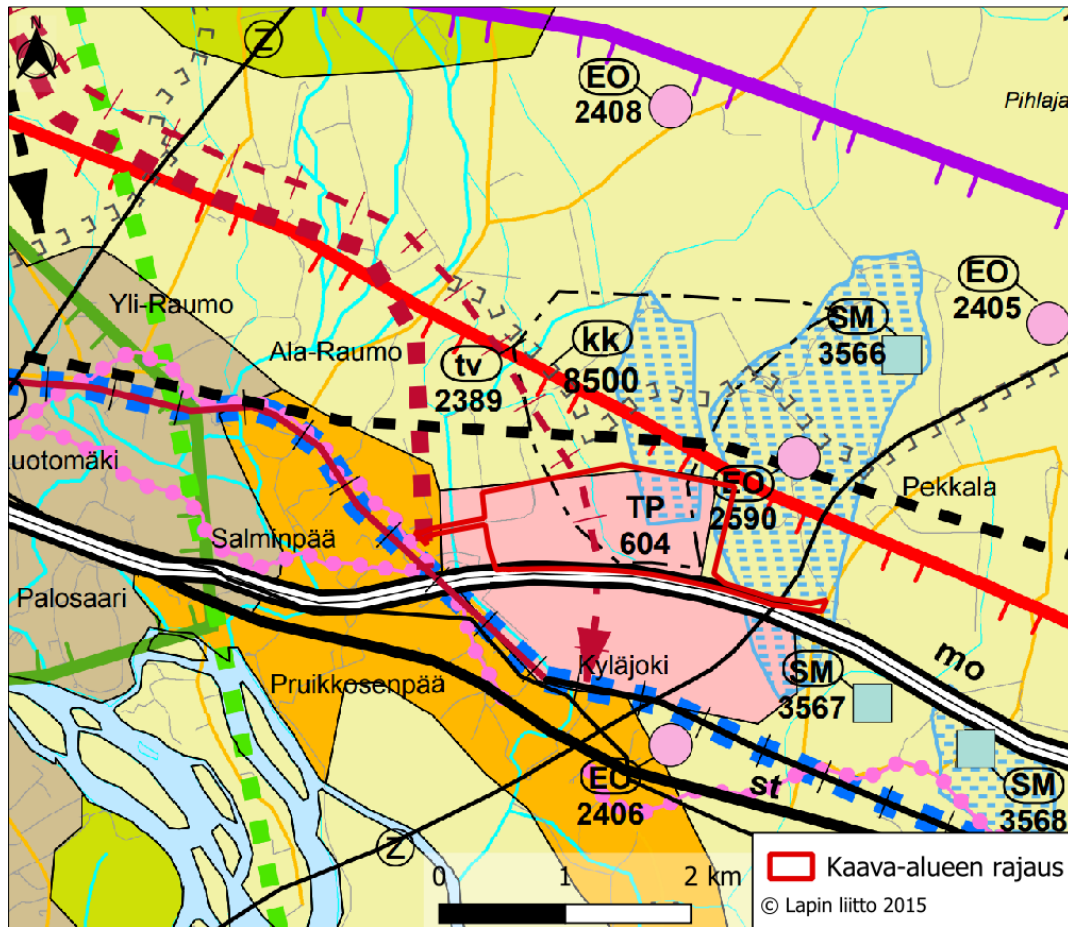 N
Z
EO
2408
Pihlaja
EO
2405
Yli-Raumo
Ala-Raumo
tv
2389
kk
8500
SM
3566
Luotomäki
EO
2590
Pekkala
TP
604
Salminpää
Palosaari
mo
Kyläjoki
SM
3567
Pruikkosenpää
EO
2406
st
SM
3568
Z
0 1 2 km
Kaava-alueen rajaus
© Lapin liitto 2015